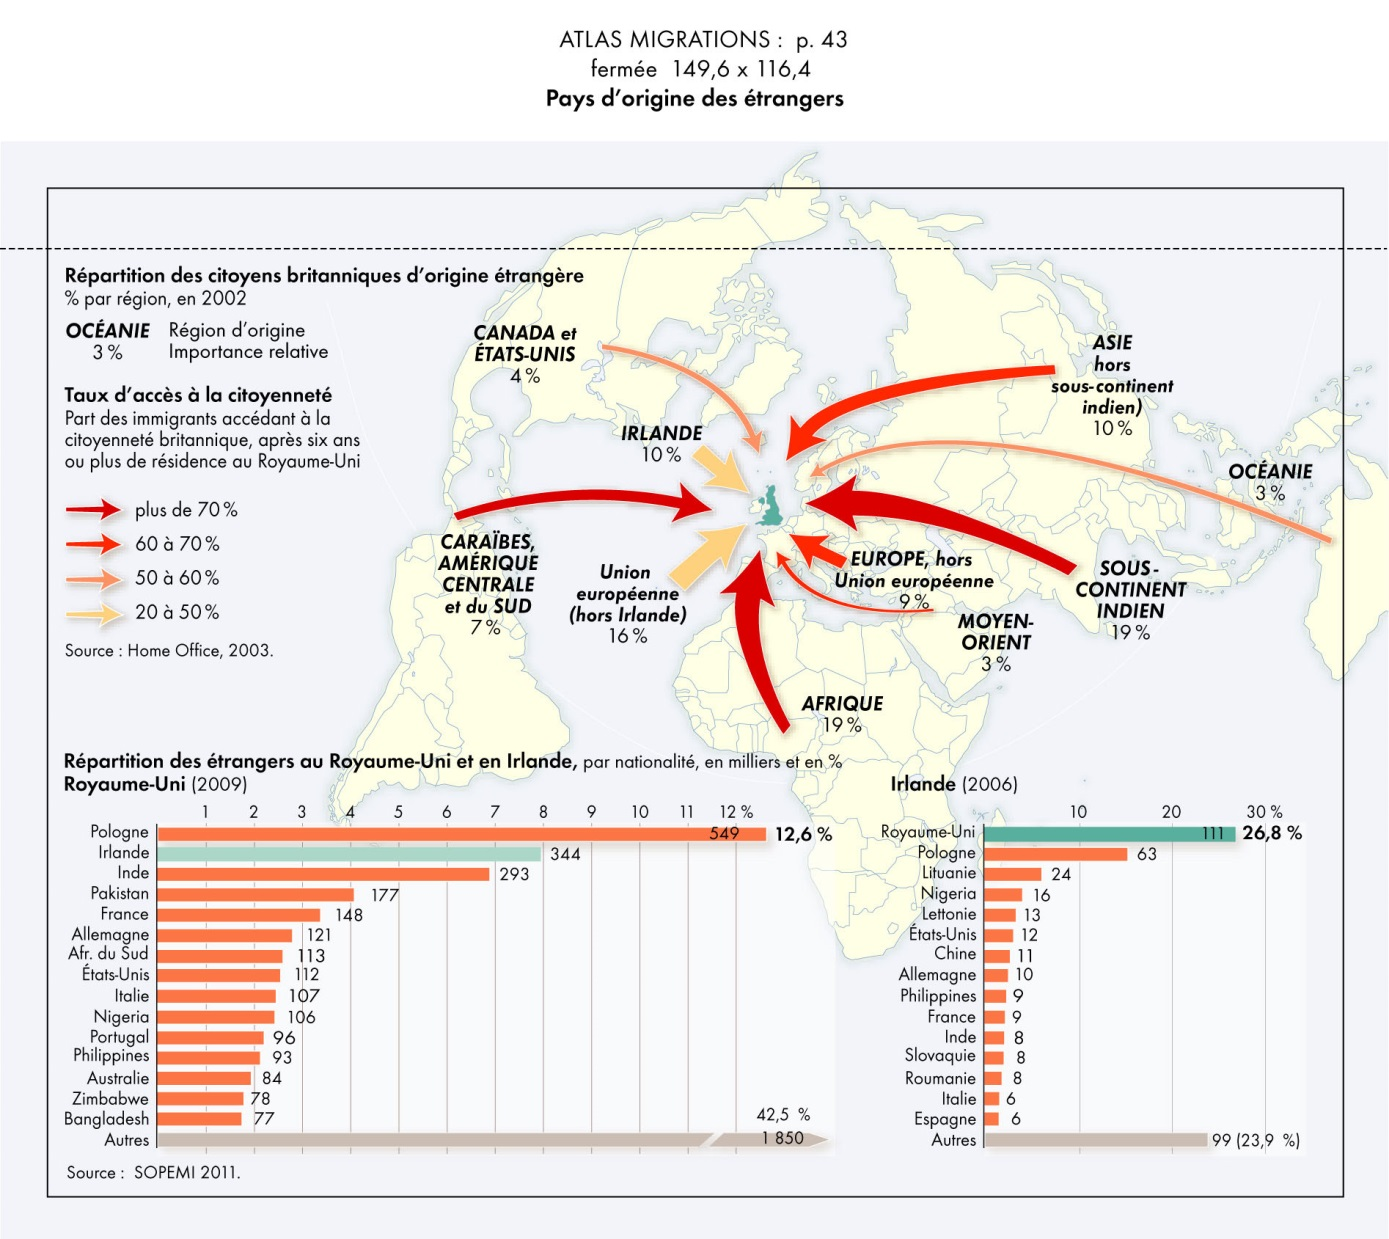 ATLAS MIGRATIONS : p. 43
fermée 149,6 x 116,4
Pays d’origine des étrangers
Répartition des citoyens britanniques d’origine étrangère
% par région, en 2002
OCÉANIE Région d’origine
3 % Importance relative
Taux d’accès à la citoyenneté
Part des immigrants accédant à la
citoyenneté britannique, après six ans
ou plus de résidence au Royaume-Uni
plus de 70 %
60 à 70 %
50 à 60 %
20 à 50 %
Source : Home Office, 2003.
CANADA et
ÉTATS-UNIS
4 %
IRLANDE
10 %
ASIE
hors
sous-continent
indien)
10 %
OCÉANIE
3 %
CARAÏBES,
AMÉRIQUE
CENTRALE
et du SUD
7 %
Union
européenne
(hors Irlande)
16 %
EUROPE, hors
Union européenne
9 %
SOUS-
CONTINENT
INDIEN
19 %
MOYEN-
ORIENT
3 %
AFRIQUE
19 %
Répartition des étrangers au Royaume-Uni et en Irlande, par nationalité, en milliers et en %
Royaume-Uni (2009)
1 2 3 4 5 6 7 8 9 10 11 12 %
Pologne 549 12,6 %
Irlande 344
Inde 293
Pakistan 177
France 148
Allemagne 121
Afr. du Sud 113
États-Unis 112
Italie 107
Nigeria 106
Portugal 96
Philippines 93
Australie 84
Zimbabwe 78
Bangladesh 77
42,5 %
Autres 1 850
Source : SOPEMI 2011.
Irlande (2006)
10 20 30 %
Royaume-Uni 111 26,8 %
Pologne 63
Lituanie 24
Nigeria 16
Lettonie 13
États-Unis 12
Chine 11
Allemagne 10
Philippines 9
France 9
Inde 8
Slovaquie 8
Roumanie 8
Italie 6
Espagne 6
Autres 99 (23,9 %)